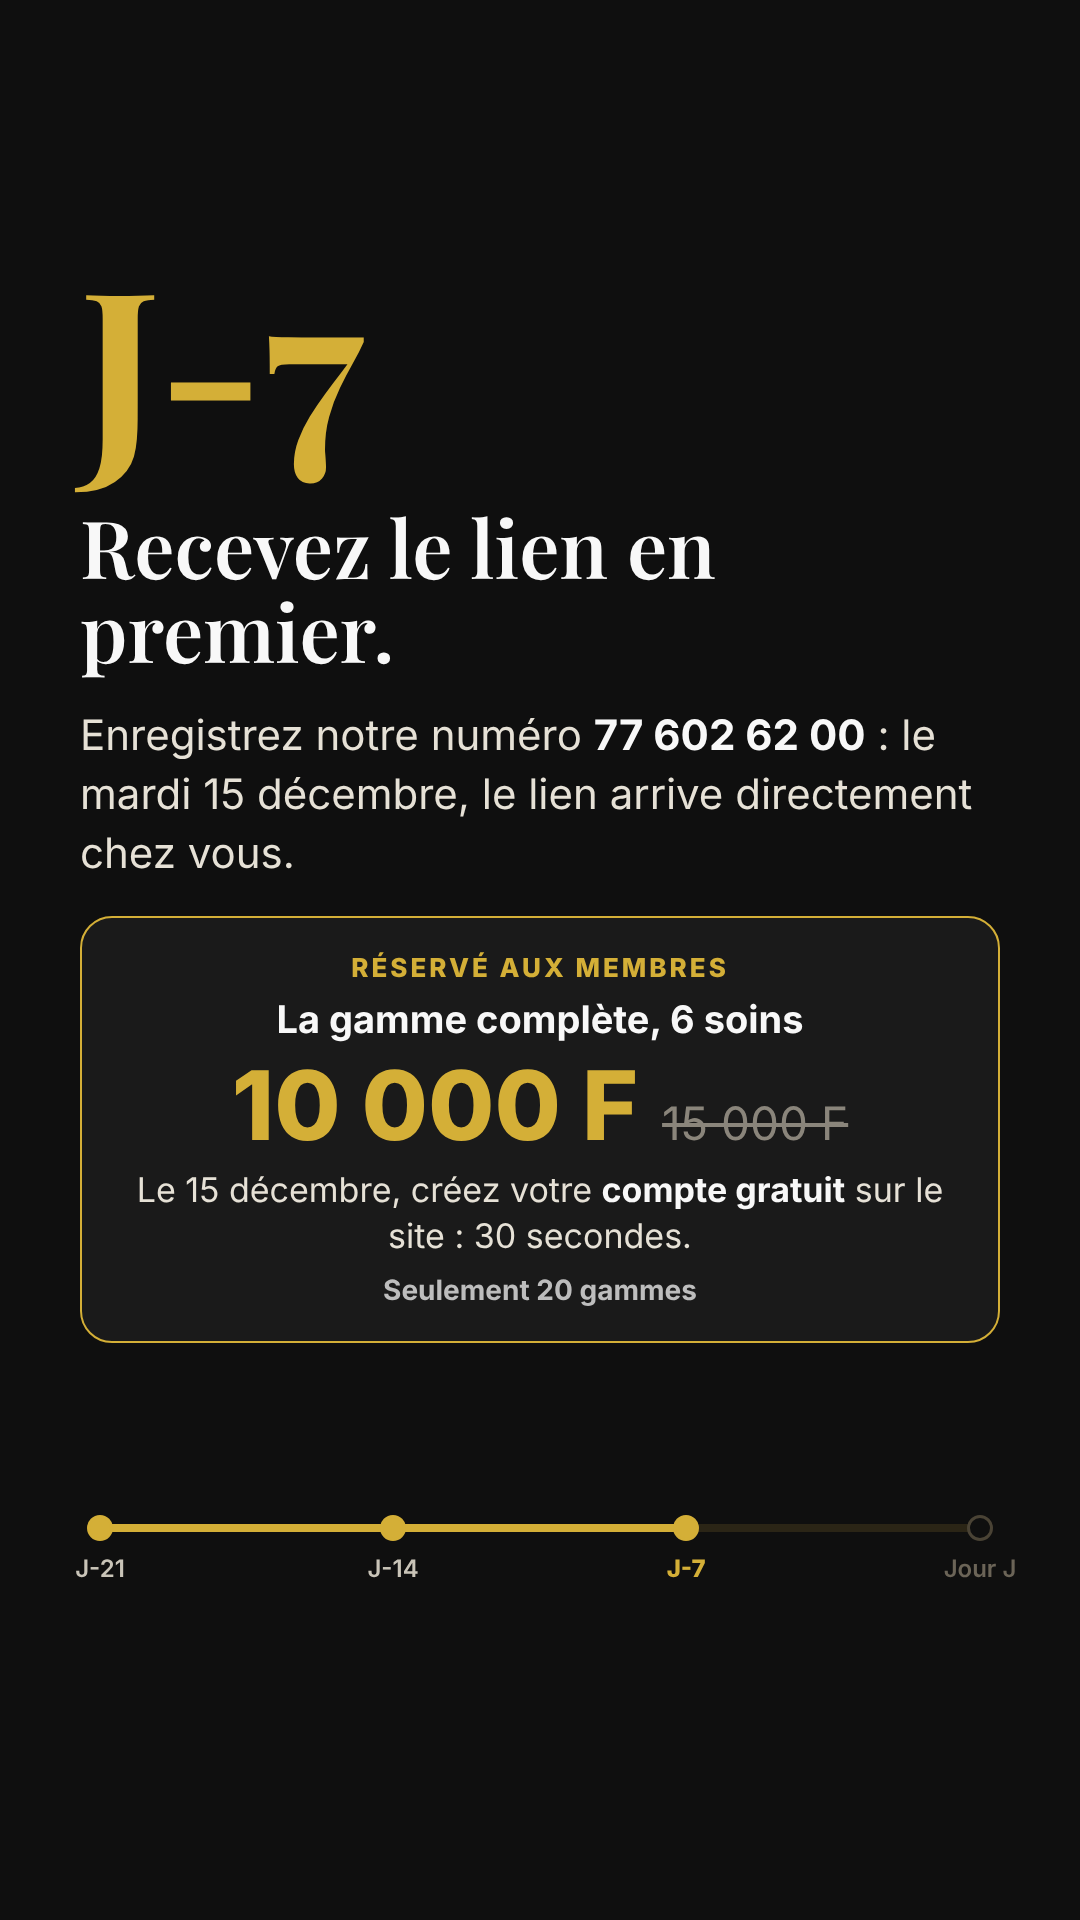 J-7
Recevez le lien en
premier.
Enregistrez notre numéro 77 602 62 00 : le
mardi 15 décembre, le lien arrive directement
chez vous.
RÉSERVÉ AUX MEMBRES
La gamme complète, 6 soins
10 000 F 15 000 F
Le 15 décembre, créez votre compte gratuit sur le
site : 30 secondes.
Seulement 20 gammes
J-21 J-14 J-7 Jour J